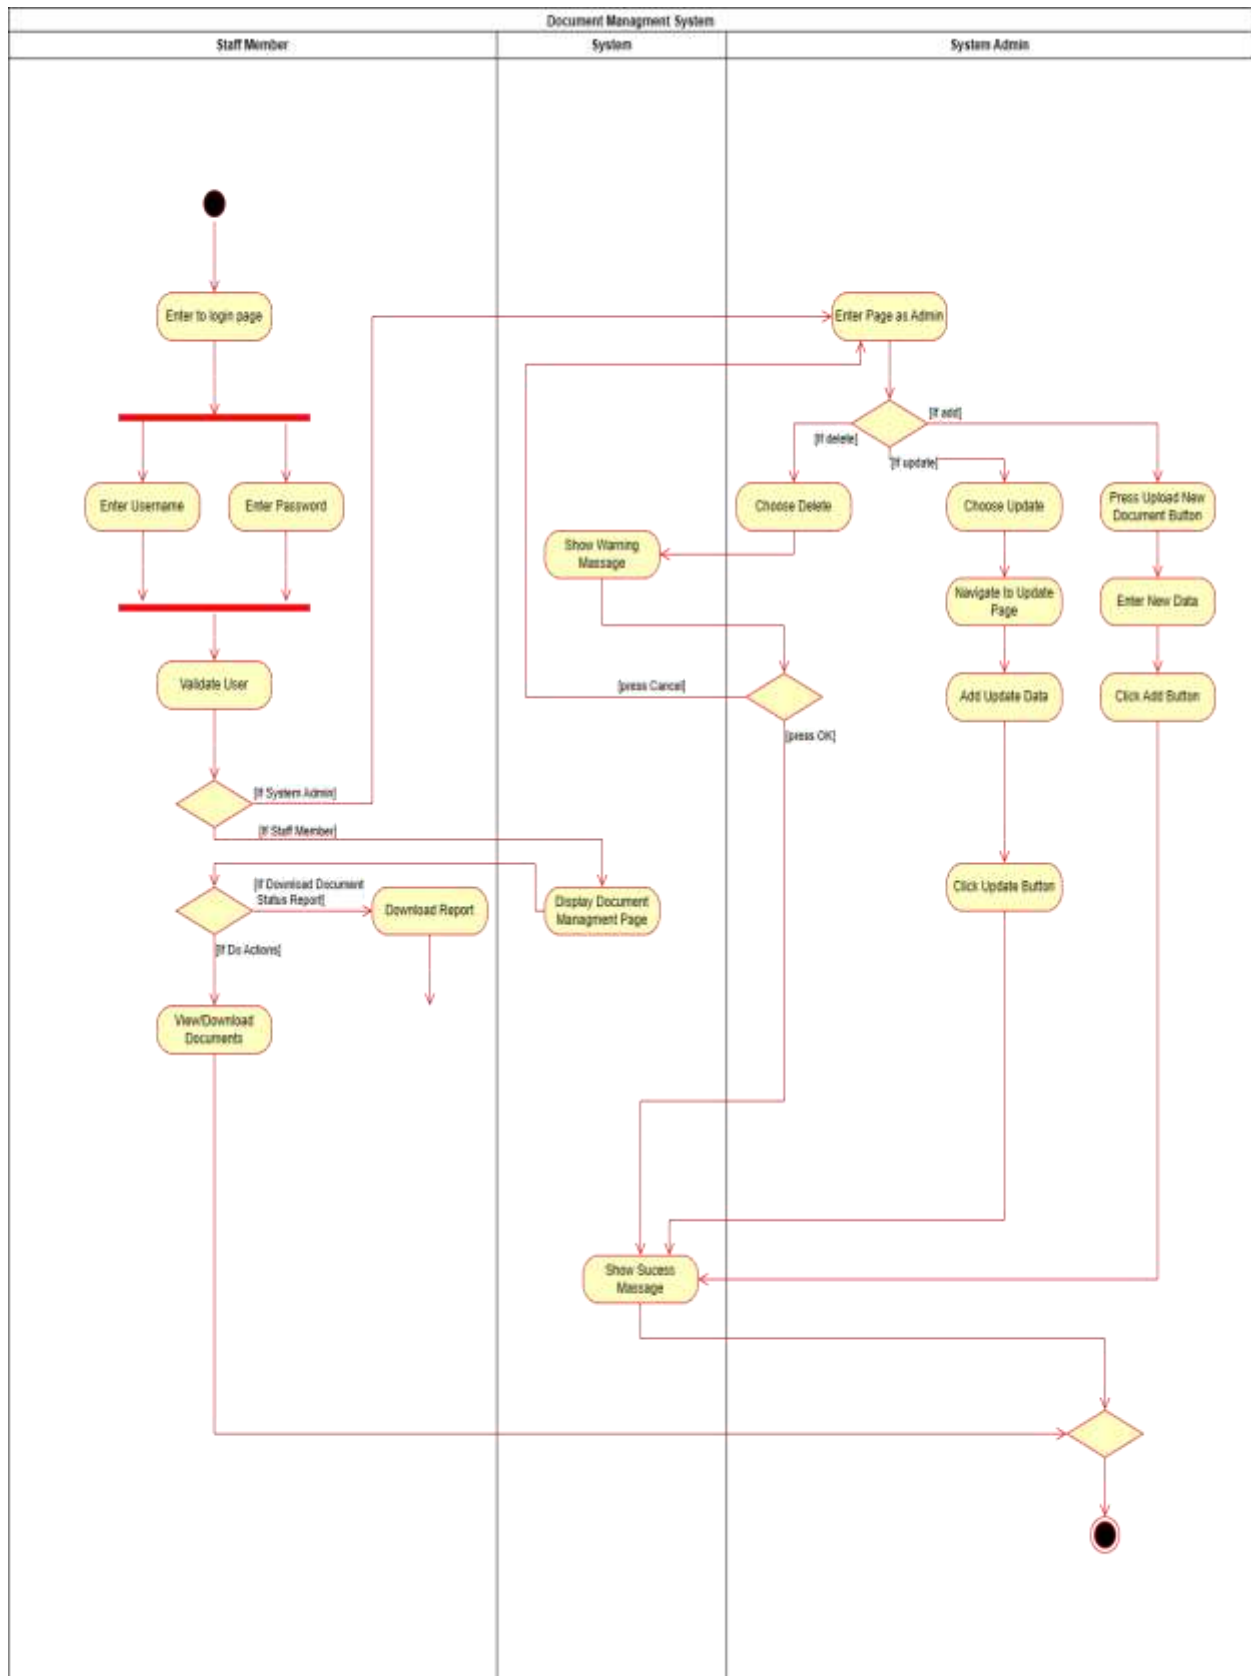 Document Managment System
Staff Member
System
System Admin
Enter to login page
Enter Page as Admin
[If add]
[If delete]
[If update]
Enter Username
Enter Password
Choose Delete
Choose Update
Press Upload New
Document Button
Show Warning
Massage
Navigate to Update
Page
Enter New Data
Validate User
[press Cancel]
Add Update Data
Click Add Button
[press OK]
[If System Admin]
[If Staff Member]
[If Download Document
Status Report]
Download Report
Display Document
Managment Page
Click Update Button
[If Do Actions]
View/Download
Documents
Show Sucess
Massage